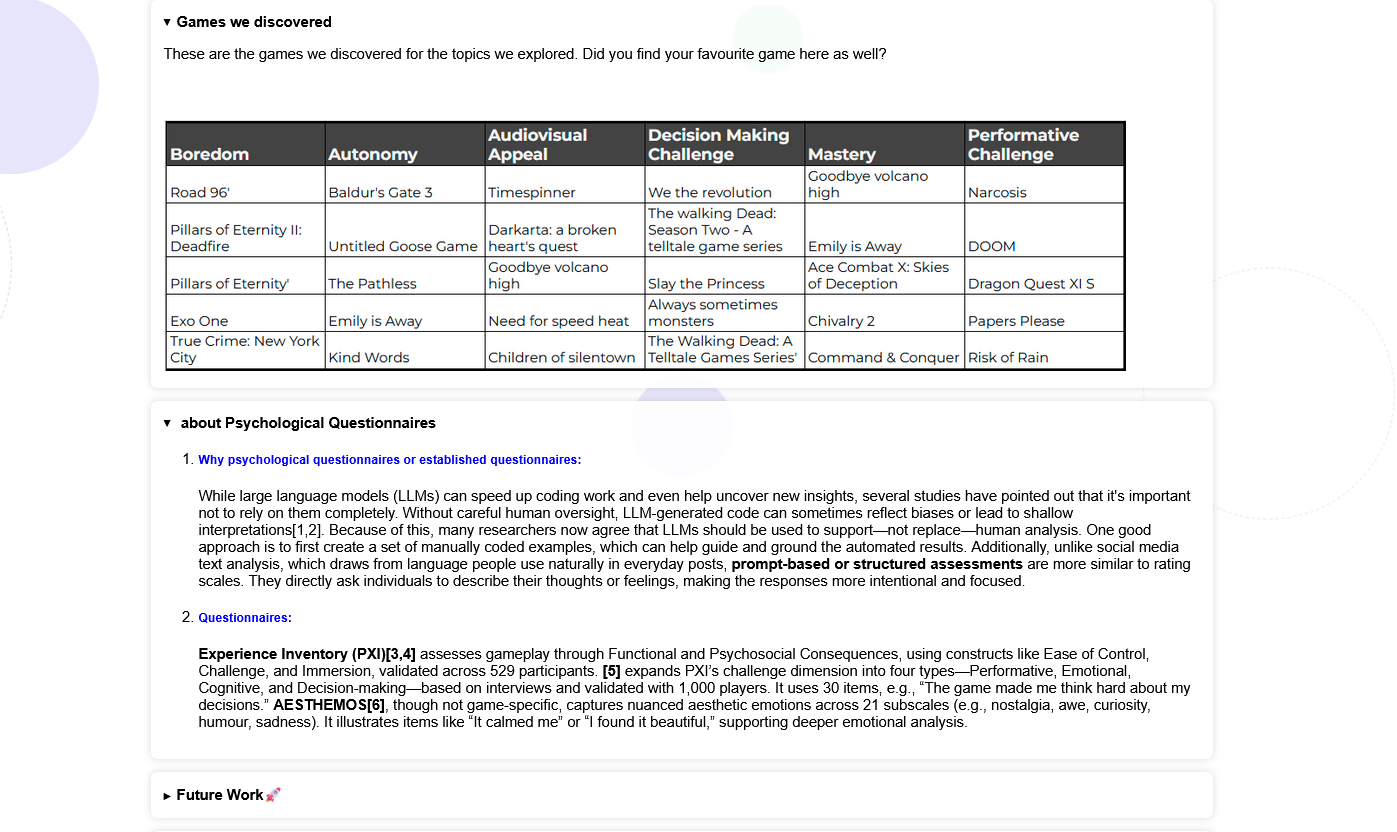 ▼ Games we discovered
These are the games we discovered for the topics we explored. Did you find your favourite game here as well?
Boredom Autonomy Audiovisual Appeal Decision Making Challenge Mastery Performative Challenge
Road 96' Baldur's Gate 3 Timespinner We the revolution Goodbye volcano high Narcosis
Pillars of Eternity II: Deadfire Untitled Goose Game Darkarta: a broken heart's quest The walking Dead: Season Two - A telltale game series Emily is Away DOOM
Pillars of Eternity' The Pathless Goodbye volcano high Slay the Princess Ace Combat X: Skies of Deception Dragon Quest XI S
Exo One Emily is Away Need for speed heat Always sometimes monsters Chivalry 2 Papers Please
True Crime: New York City Kind Words Children of silentown The Walking Dead: A Telltale Games Series' Command & Conquer Risk of Rain
▼ about Psychological Questionnaires
1. Why psychological questionnaires or established questionnaires:
While large language models (LLMs) can speed up coding work and even help uncover new insights, several studies have pointed out that it's important
not to rely on them completely. Without careful human oversight, LLM-generated code can sometimes reflect biases or lead to shallow
interpretations[1,2]. Because of this, many researchers now agree that LLMs should be used to support—not replace—human analysis. One good
approach is to first create a set of manually coded examples, which can help guide and ground the automated results. Additionally, unlike social media
text analysis, which draws from language people use naturally in everyday posts, prompt-based or structured assessments are more similar to rating
scales. They directly ask individuals to describe their thoughts or feelings, making the responses more intentional and focused.
2. Questionnaires:
Experience Inventory (PXI)[3,4] assesses gameplay through Functional and Psychosocial Consequences, using constructs like Ease of Control,
Challenge, and Immersion, validated across 529 participants. [5] expands PXI's challenge dimension into four types—Performative, Emotional,
Cognitive, and Decision-making—based on interviews and validated with 1,000 players. It uses 30 items, e.g., “The game made me think hard about my
decisions.” AESTHEMOS[6], though not game-specific, captures nuanced aesthetic emotions across 21 subscales (e.g., nostalgia, awe, curiosity,
humour, sadness). It illustrates items like “It calmed me” or “I found it beautiful,” supporting deeper emotional analysis.
► Future Work🚀